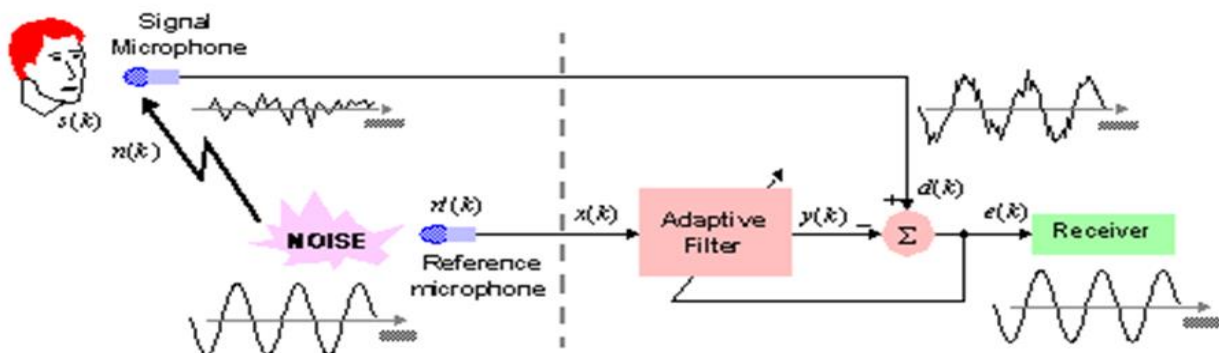 Signal
Microphone
s(k)
n(k)
NOISE
n'(k)
Reference
microphone
x(k)
Adaptive
Filter
y(k)
−
+
d(k)
Σ
e(k)
Receiver